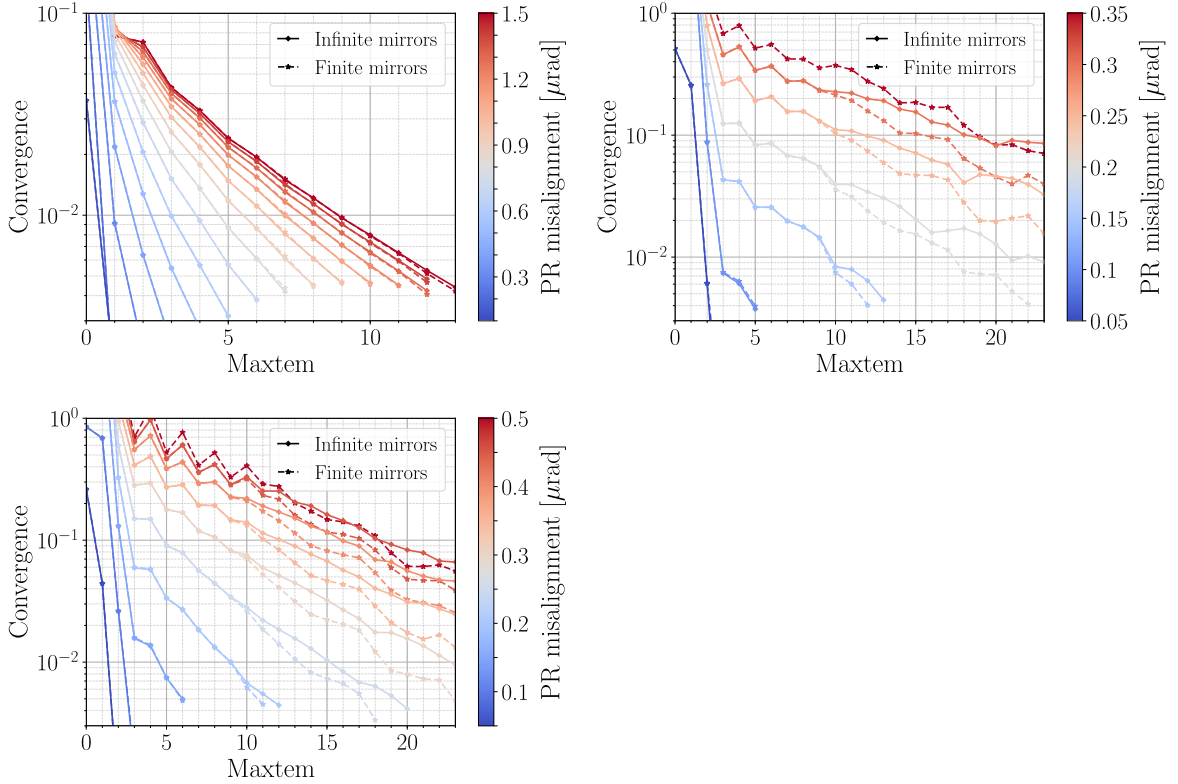 10^{-1}
10^{-2}
Convergence
0 5 10
Maxtem
Infinite mirrors
Finite mirrors
1.5
1.2
0.9
0.6
0.3
PR misalignment [μrad]
10^{0}
10^{-1}
10^{-2}
Convergence
0 5 10 15 20
Maxtem
Infinite mirrors
Finite mirrors
0.35
0.30
0.25
0.20
0.15
0.10
0.05
PR misalignment [μrad]
10^{0}
10^{-1}
10^{-2}
Convergence
0 5 10 15 20
Maxtem
Infinite mirrors
Finite mirrors
0.5
0.4
0.3
0.2
0.1
PR misalignment [μrad]